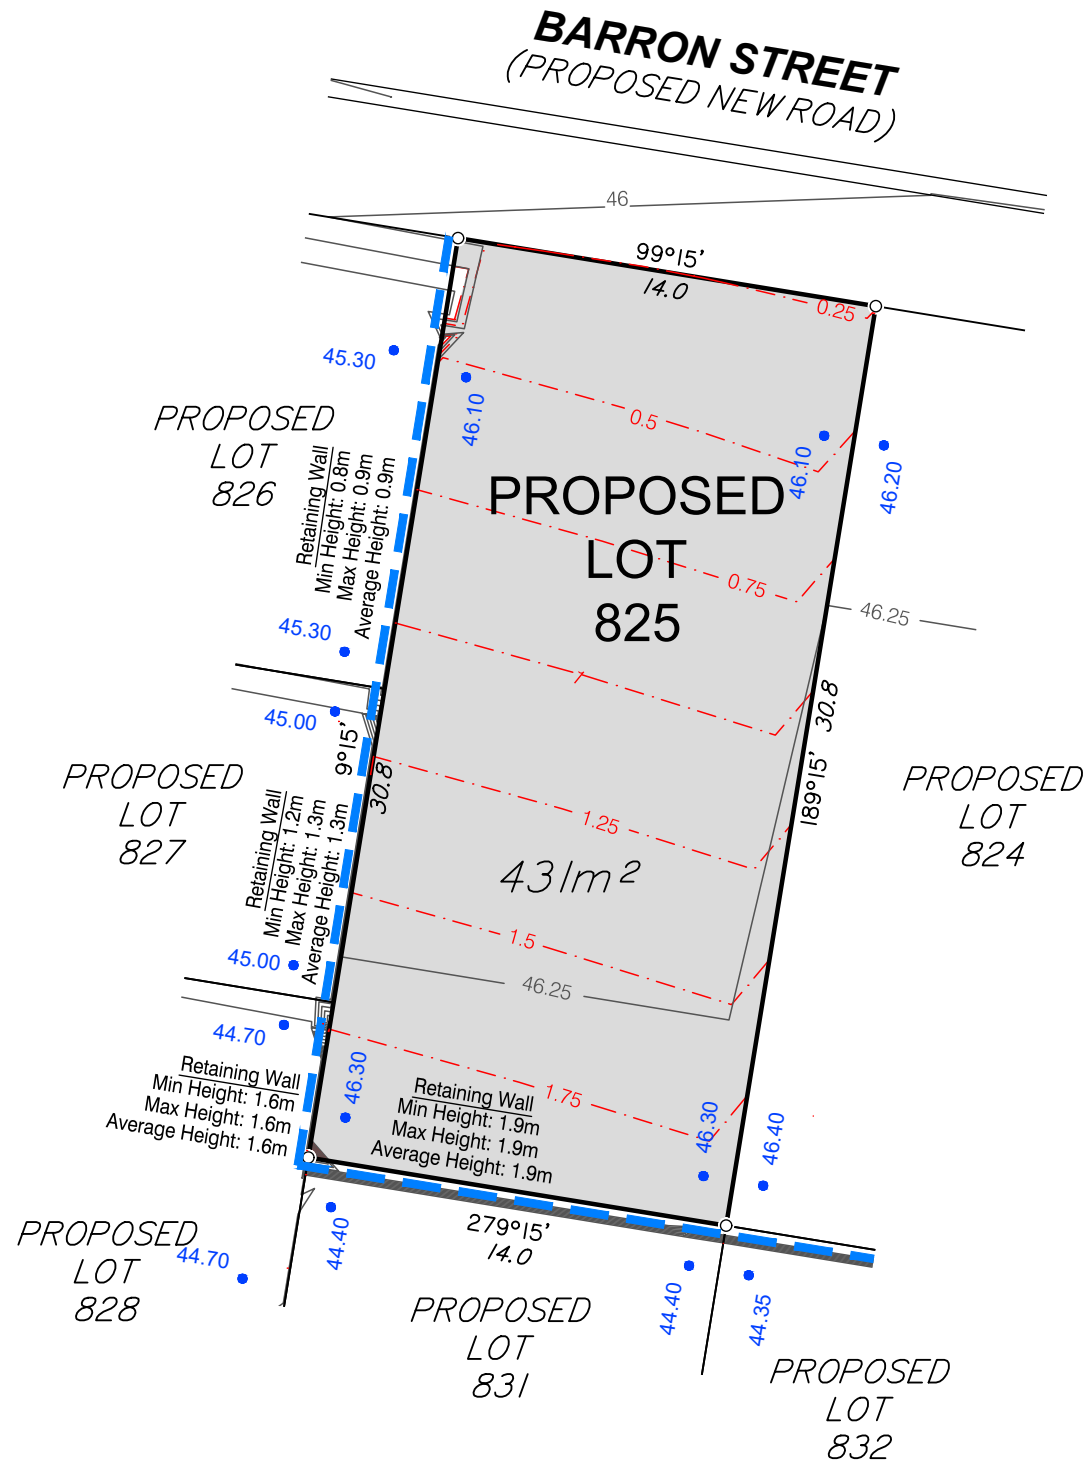 BARRON STREET
(PROPOSED NEW ROAD)
46
99°15'
14.0
0.25
45.30
46.10
0.5
46.10
46.20
PROPOSED
LOT
826
Retaining Wall
Min Height: 0.8m
Max Height: 0.9m
Average Height: 0.9m
PROPOSED
LOT
825
0.75
46.25
45.30
45.00
9°15'
30.8
1
189°15'
30.8
PROPOSED
LOT
827
Retaining Wall
Min Height: 1.2m
Max Height: 1.3m
Average Height: 1.3m
1.25
431m²
PROPOSED
LOT
824
45.00
1.5
46.25
44.70
Retaining Wall
Min Height: 1.6m
Max Height: 1.6m
Average Height: 1.6m
46.30
Retaining Wall
Min Height: 1.9m
Max Height: 1.9m
Average Height: 1.9m
1.75
46.30
46.40
279°15'
14.0
PROPOSED
LOT
828
44.70
44.40
PROPOSED
LOT
831
44.40
44.35
PROPOSED
LOT
832